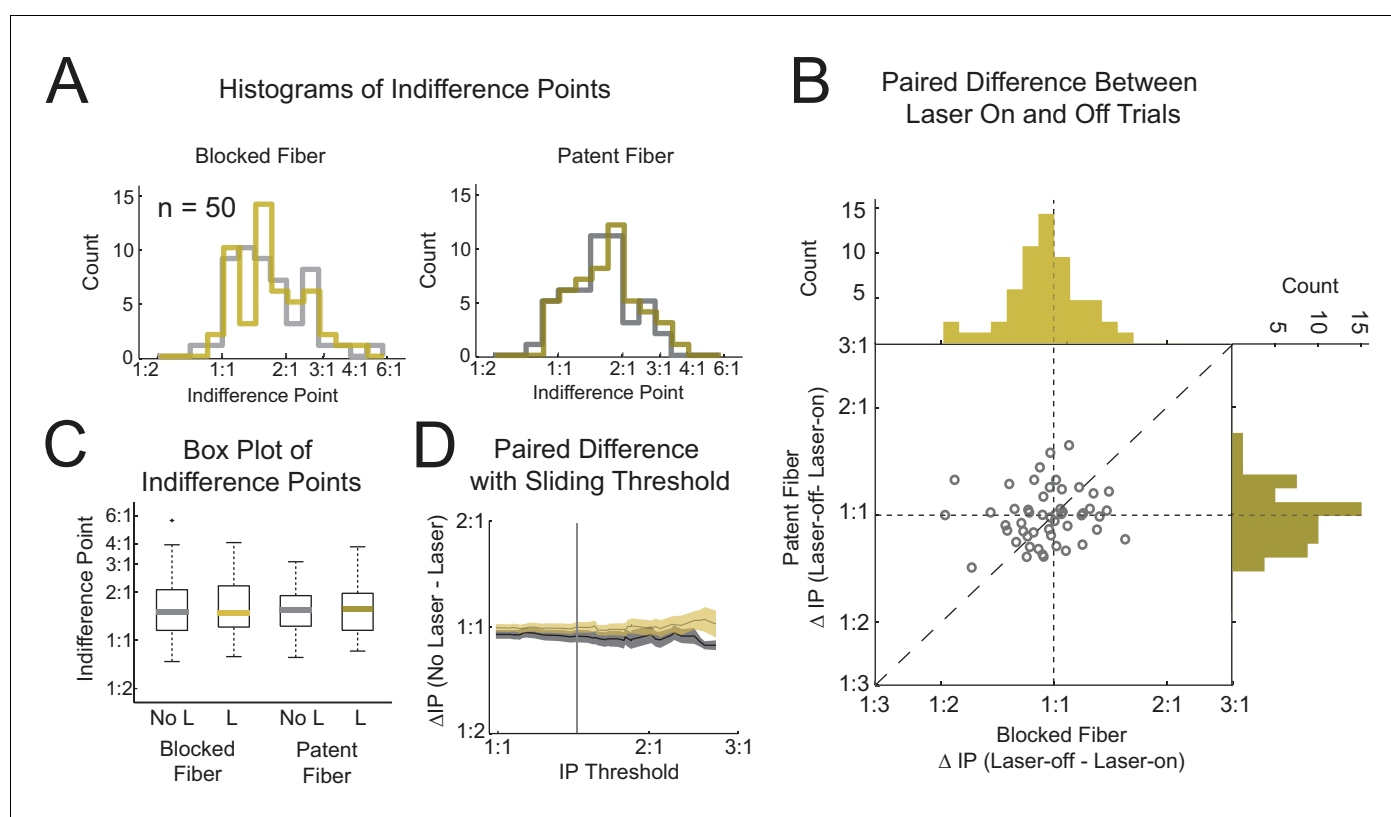 A
Histograms of Indifference Points
Blocked Fiber
n = 50
Count
15
10
5
0
1:2
1:1
2:1
3:1
4:1
6:1
Indifference Point
Patent Fiber
Count
15
10
5
0
1:2
1:1
2:1
3:1
4:1
6:1
Indifference Point
B
Paired Difference Between
Laser On and Off Trials
Count
15
10
5
Count
5
10
15
Patent Fiber
Δ IP (Laser-off- Laser-on)
3:1
2:1
1:1
1:2
1:3
1:3
1:2
1:1
2:1
3:1
Blocked Fiber
Δ IP (Laser-off - Laser-on)
C
Box Plot of
Indifference Points
Indifference Point
6:1
4:1
3:1
2:1
1:1
1:2
No L
L
No L
L
Blocked
Fiber
Patent
Fiber
D
Paired Difference
with Sliding Threshold
ΔIP (No Laser - Laser)
2:1
1:1
1:2
1:1
2:1
3:1
IP Threshold